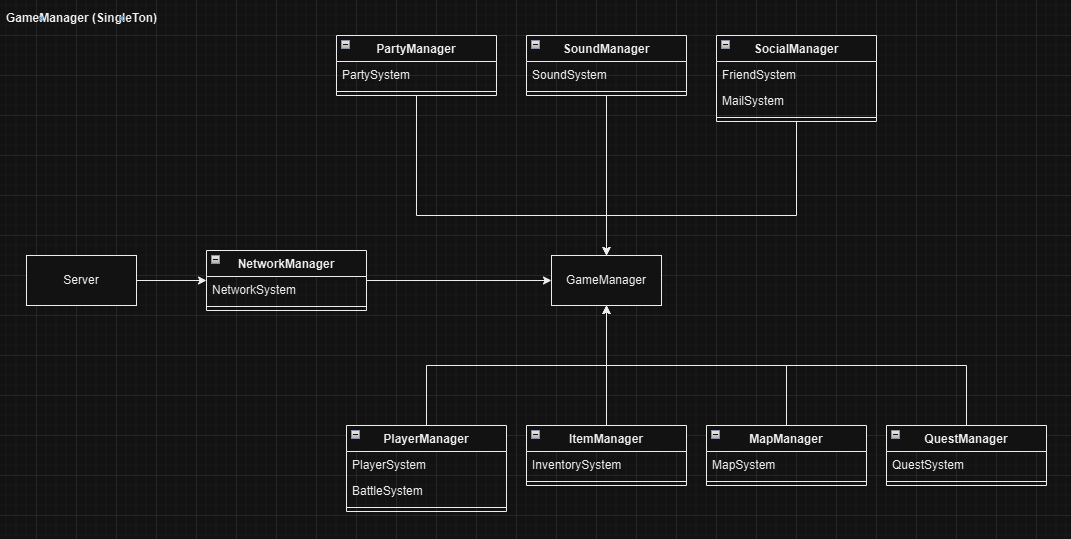 GameManager (SingleTon)
PartyManager
PartySystem
SoundManager
SoundSystem
SocialManager
FriendSystem
MailSystem
Server
NetworkManager
NetworkSystem
GameManager
PlayerManager
PlayerSystem
BattleSystem
ItemManager
InventorySystem
MapManager
MapSystem
QuestManager
QuestSystem